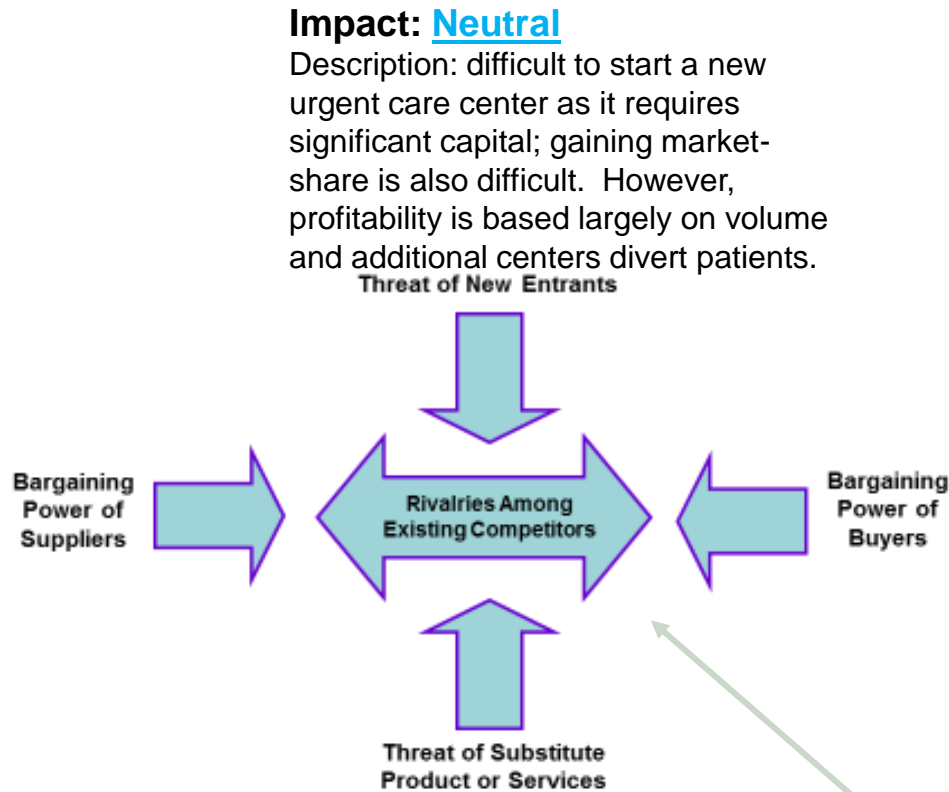 Impact: Neutral
Description: difficult to start a new
urgent care center as it requires
significant capital; gaining market-
share is also difficult.  However,
profitability is based largely on volume
and additional centers divert patients.
Threat of New Entrants
Bargaining
Power of
Suppliers
Rivalries Among
Existing Competitors
Bargaining
Power of
Buyers
Threat of Substitute
Product or Services